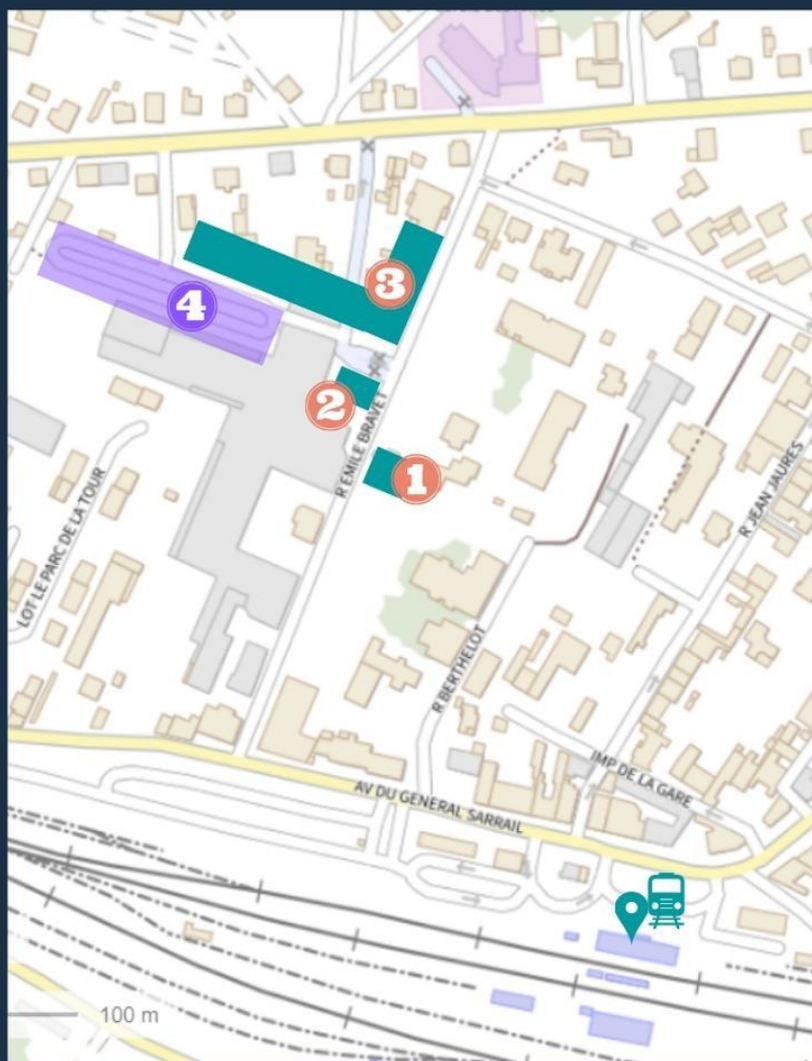 4
3
2
1
R EMILE BRAVET
LOT LE PARC DE LA TOUR
R JEAN JAURES
R BERTHELOT
IMP DE LA GARE
AV DU GENERAL SARRAIL
100 m